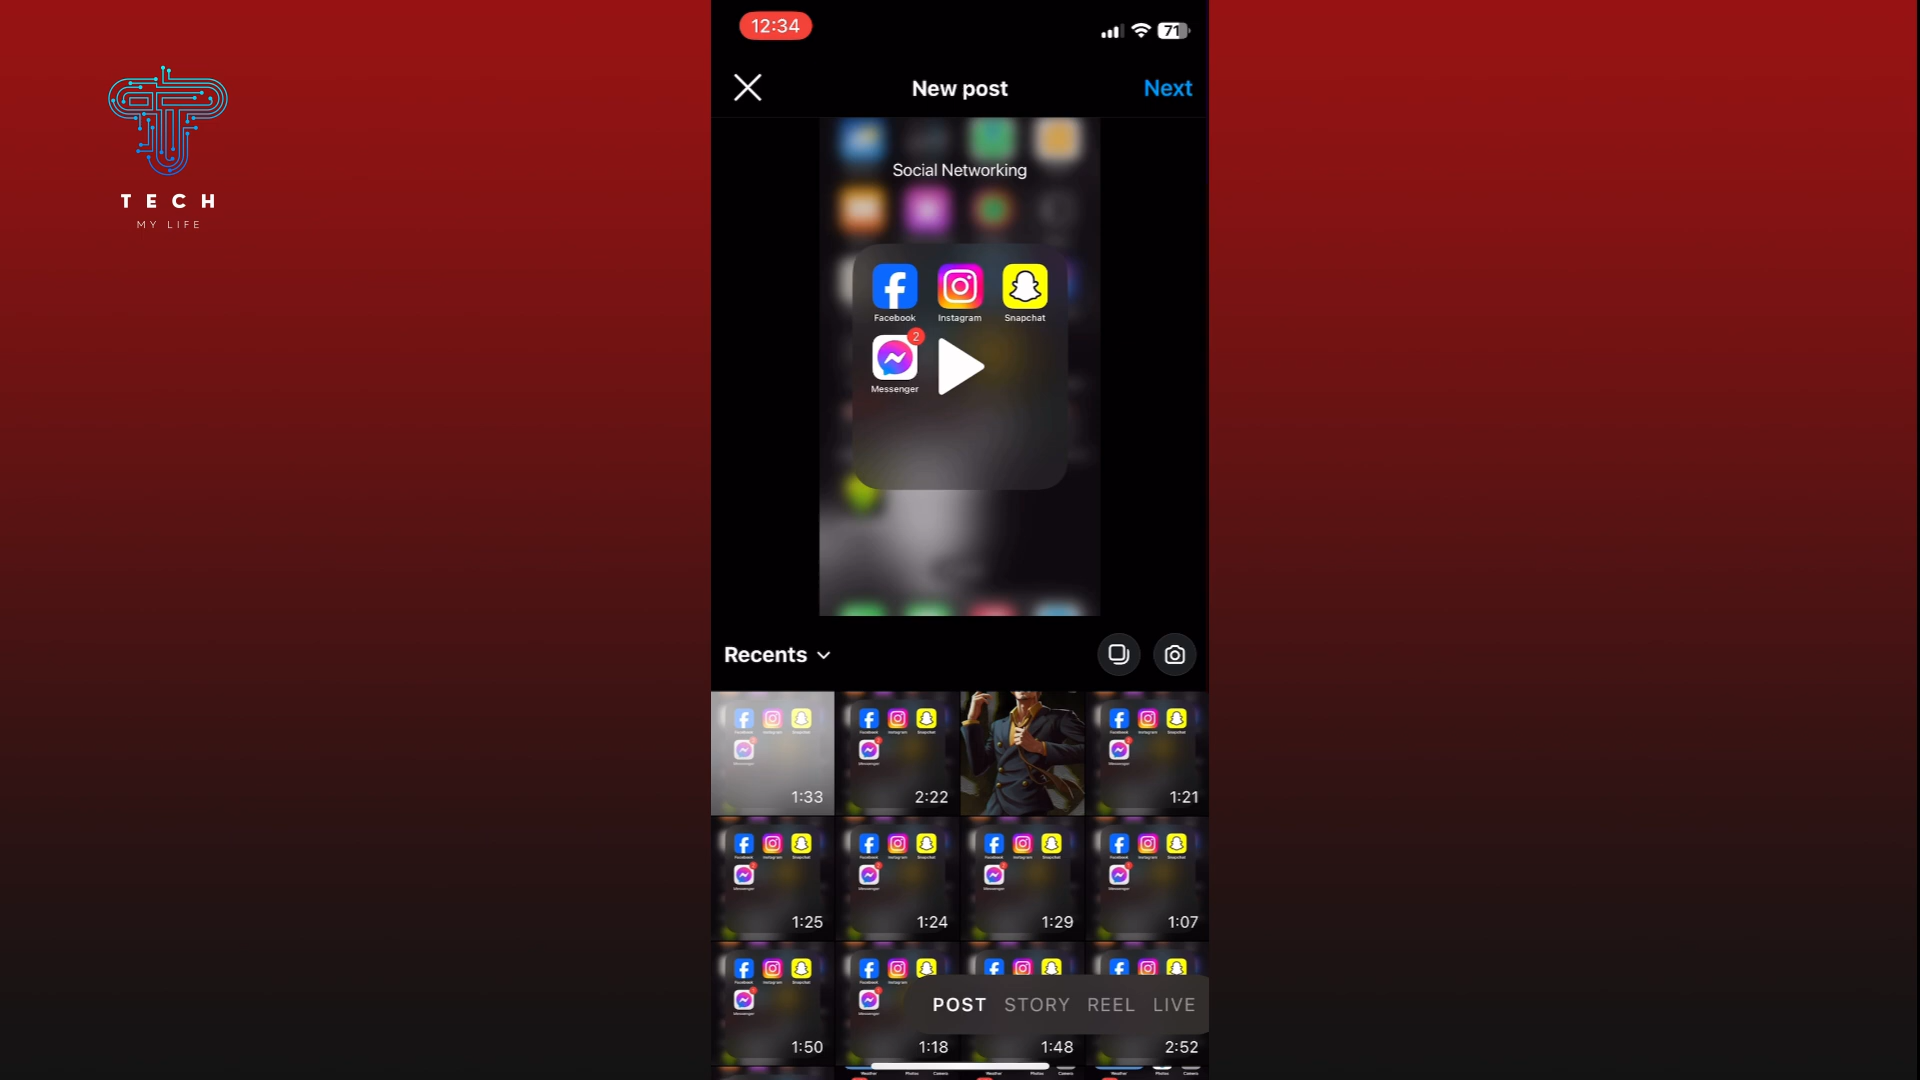 TECH
MY LIFE
12:34
71
New post
Next
Social Networking
Facebook
Instagram
Snapchat
2
Messenger
Recents
1:33
2:22
1:21
1:25
1:24
1:29
1:07
POST
STORY
REEL
LIVE
1:50
1:18
1:48
2:52